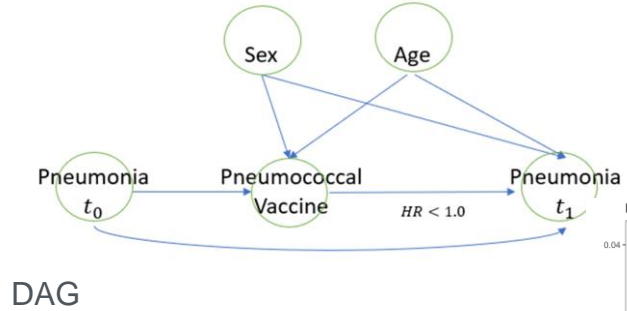 Sex
Age
Pneumonia
t₀
Pneumococcal
Vaccine
HR < 1.0
Pneumonia
t₁
0.04
DAG